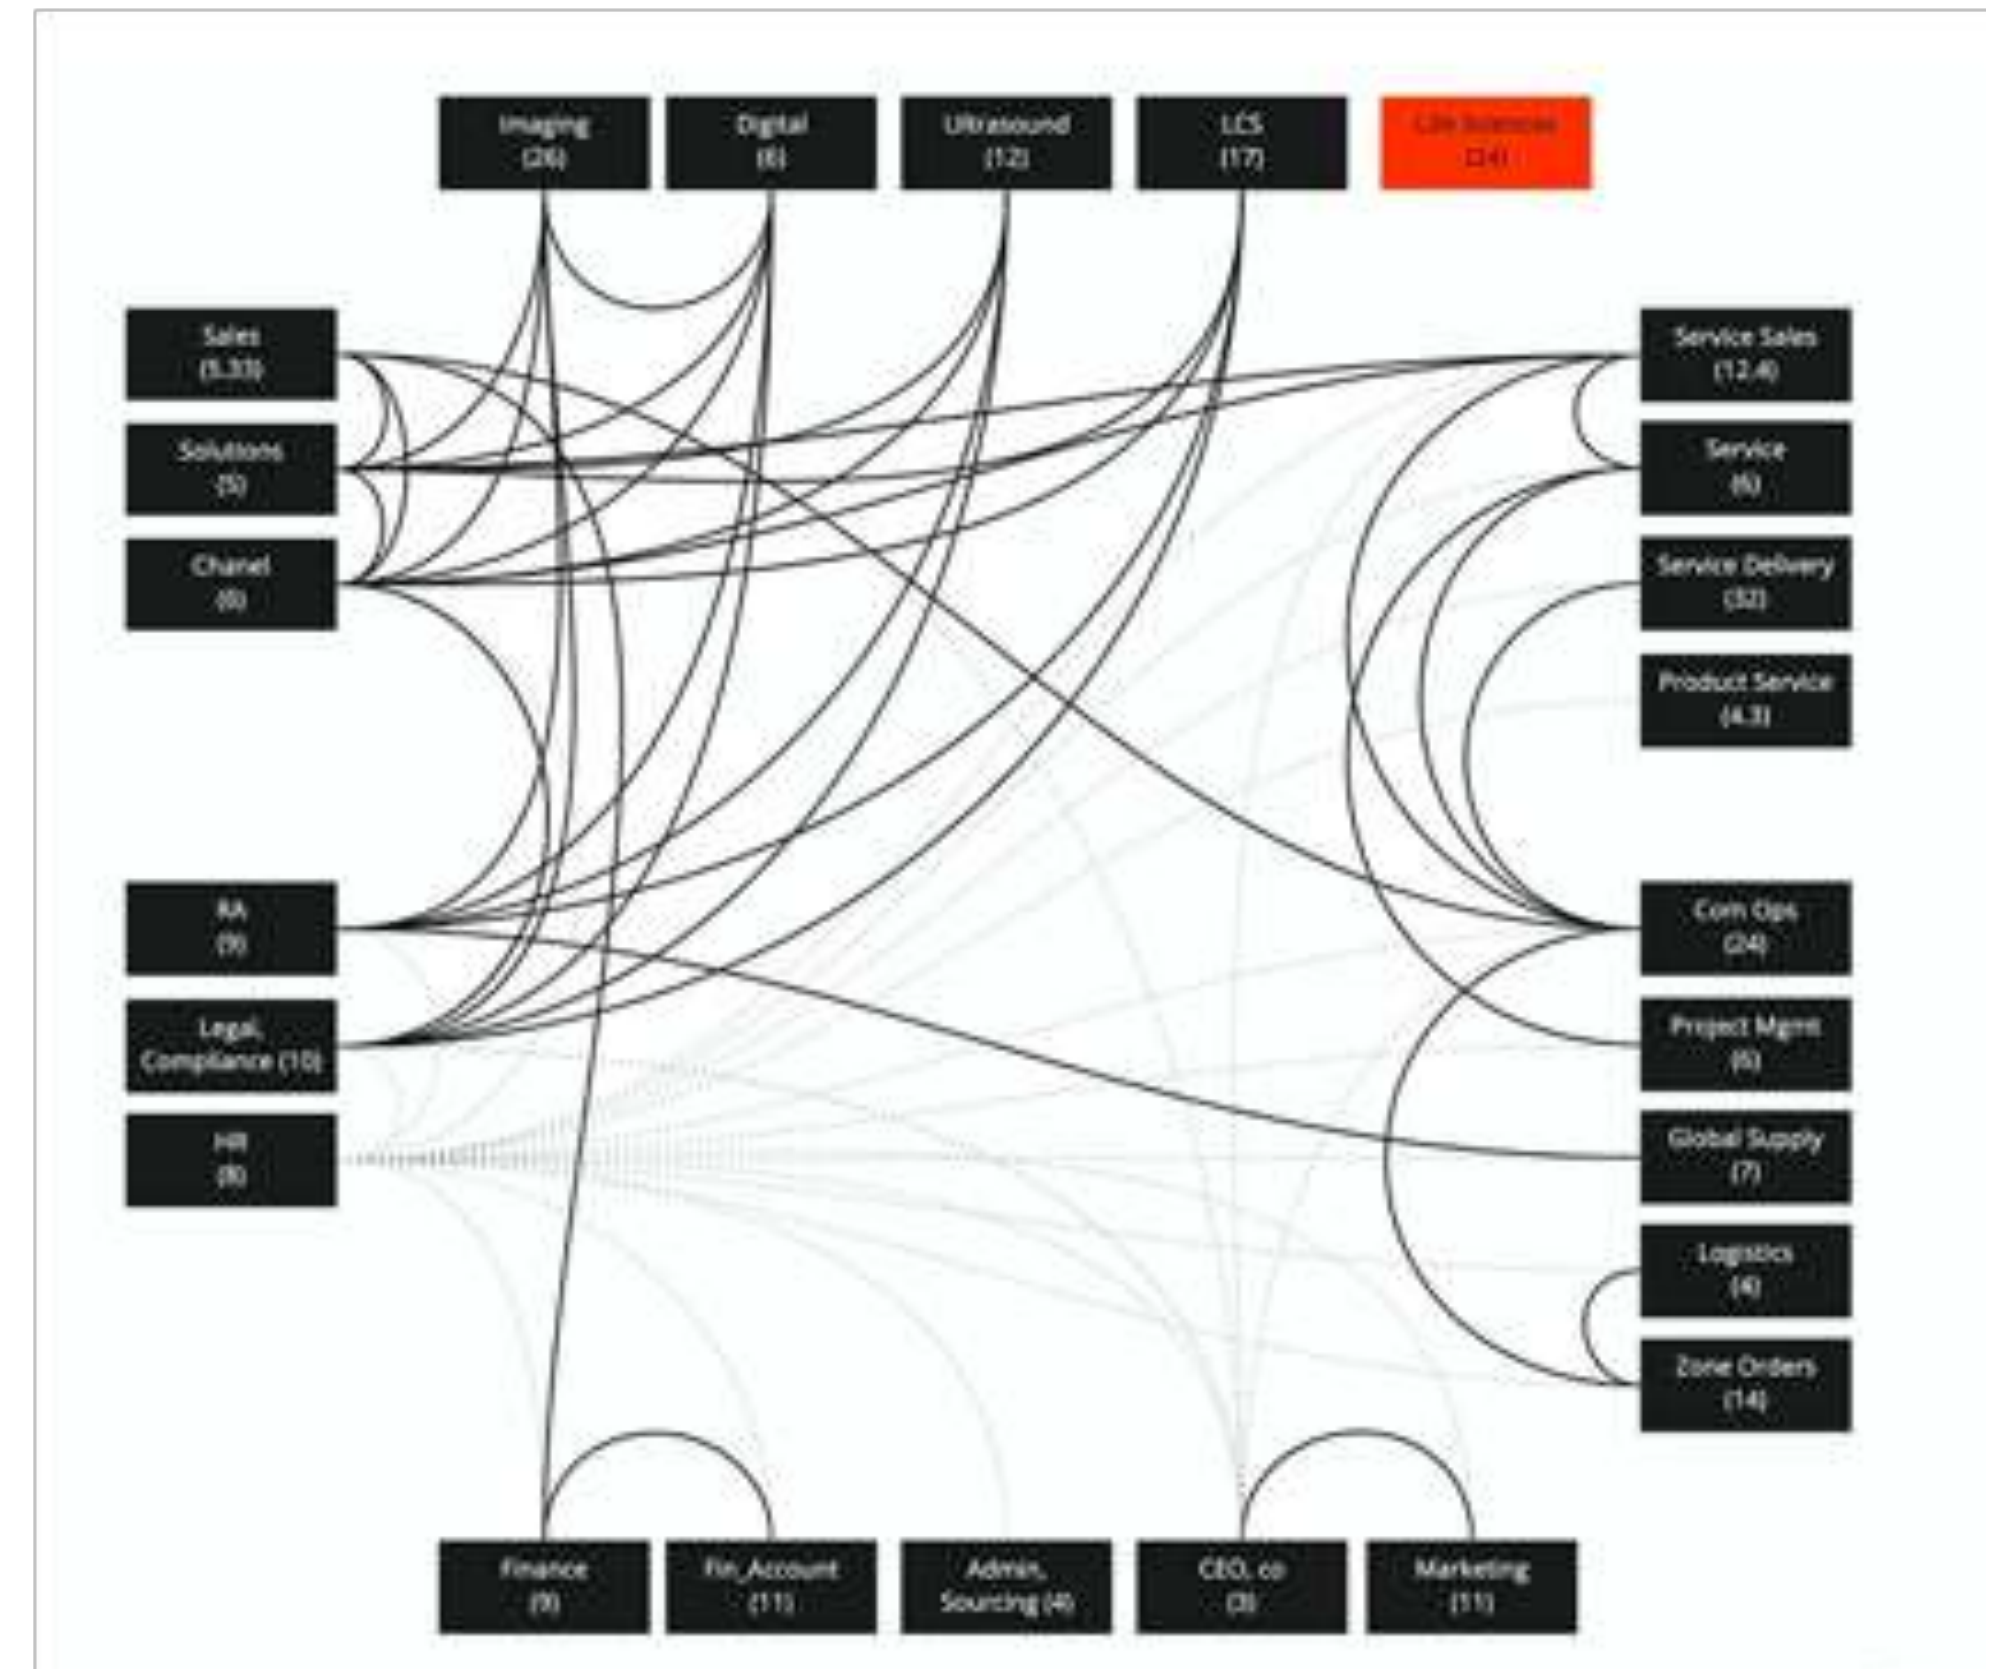 Imaging
(26)
Digital
(6)
Ultrasound
(12)
LCS
(17)
Life Sciences
(24)
Sales
(5.33)
Solutions
(5)
Chanel
(6)
Service Sales
(12.4)
Service
(6)
Service Delivery
(32)
Product Service
(4.3)
(9)
Legal,
Compliance (10)
HR
(8)
Com Ops
(24)
Project Mgmt
(6)
Global Supply
(7)
Logistics
(4)
Zone Orders
(14)
Finance
(9)
Fin_Account
(11)
Admin,
Sourcing (4)
CEO, co
(3)
Marketing
(11)